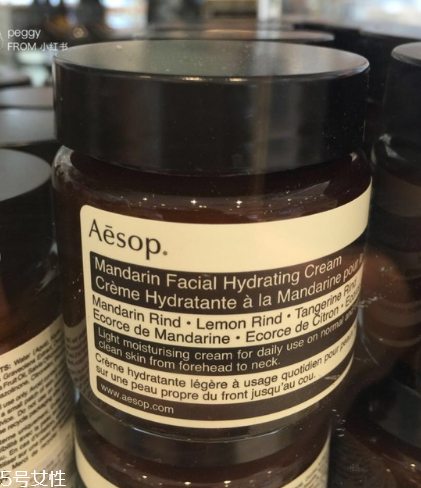 peggy
FROM 小红书
Aēsop.
Mandarin Facial Hydrating Cream
Crème Hydratante à la Mandarine pour
Mandarin Rind • Lemon Rind • Tangerine Rind
Ecorce de Mandarine • Ecorce de Citron •
Light moisturising cream for daily use on normal
clean skin from forehead to neck.
Crème hydratante légère à usage quotidien pour
sur une peau propre du front jusqu'au cou.
www.aesop.com
5号女性